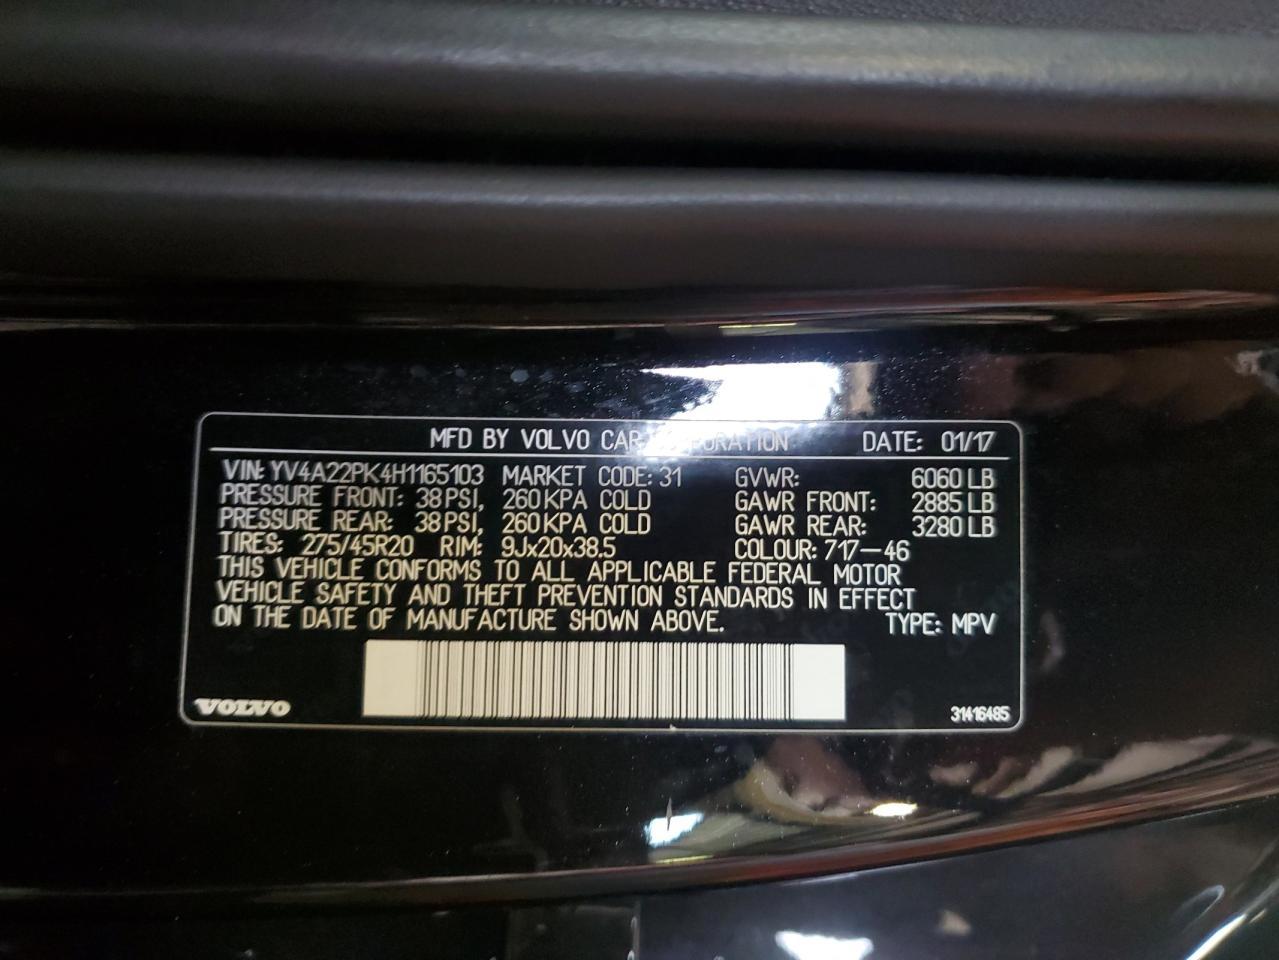 MFD BY VOLVO CAR CORPORATION DATE: 01/17
VIN: YV4A22PK4H1165103 MARKET CODE: 31 GVWR: 6060 LB
PRESSURE FRONT: 38 PSI, 260 KPA COLD GAWR FRONT: 2885 LB
PRESSURE REAR: 38 PSI, 260 KPA COLD GAWR REAR: 3280 LB
TIRES: 275/45R20 RIM: 9Jx20x38.5 COLOUR: 717-46
THIS VEHICLE CONFORMS TO ALL APPLICABLE FEDERAL MOTOR
VEHICLE SAFETY AND THEFT PREVENTION STANDARDS IN EFFECT
ON THE DATE OF MANUFACTURE SHOWN ABOVE. TYPE: MPV
VOLVO 31416485